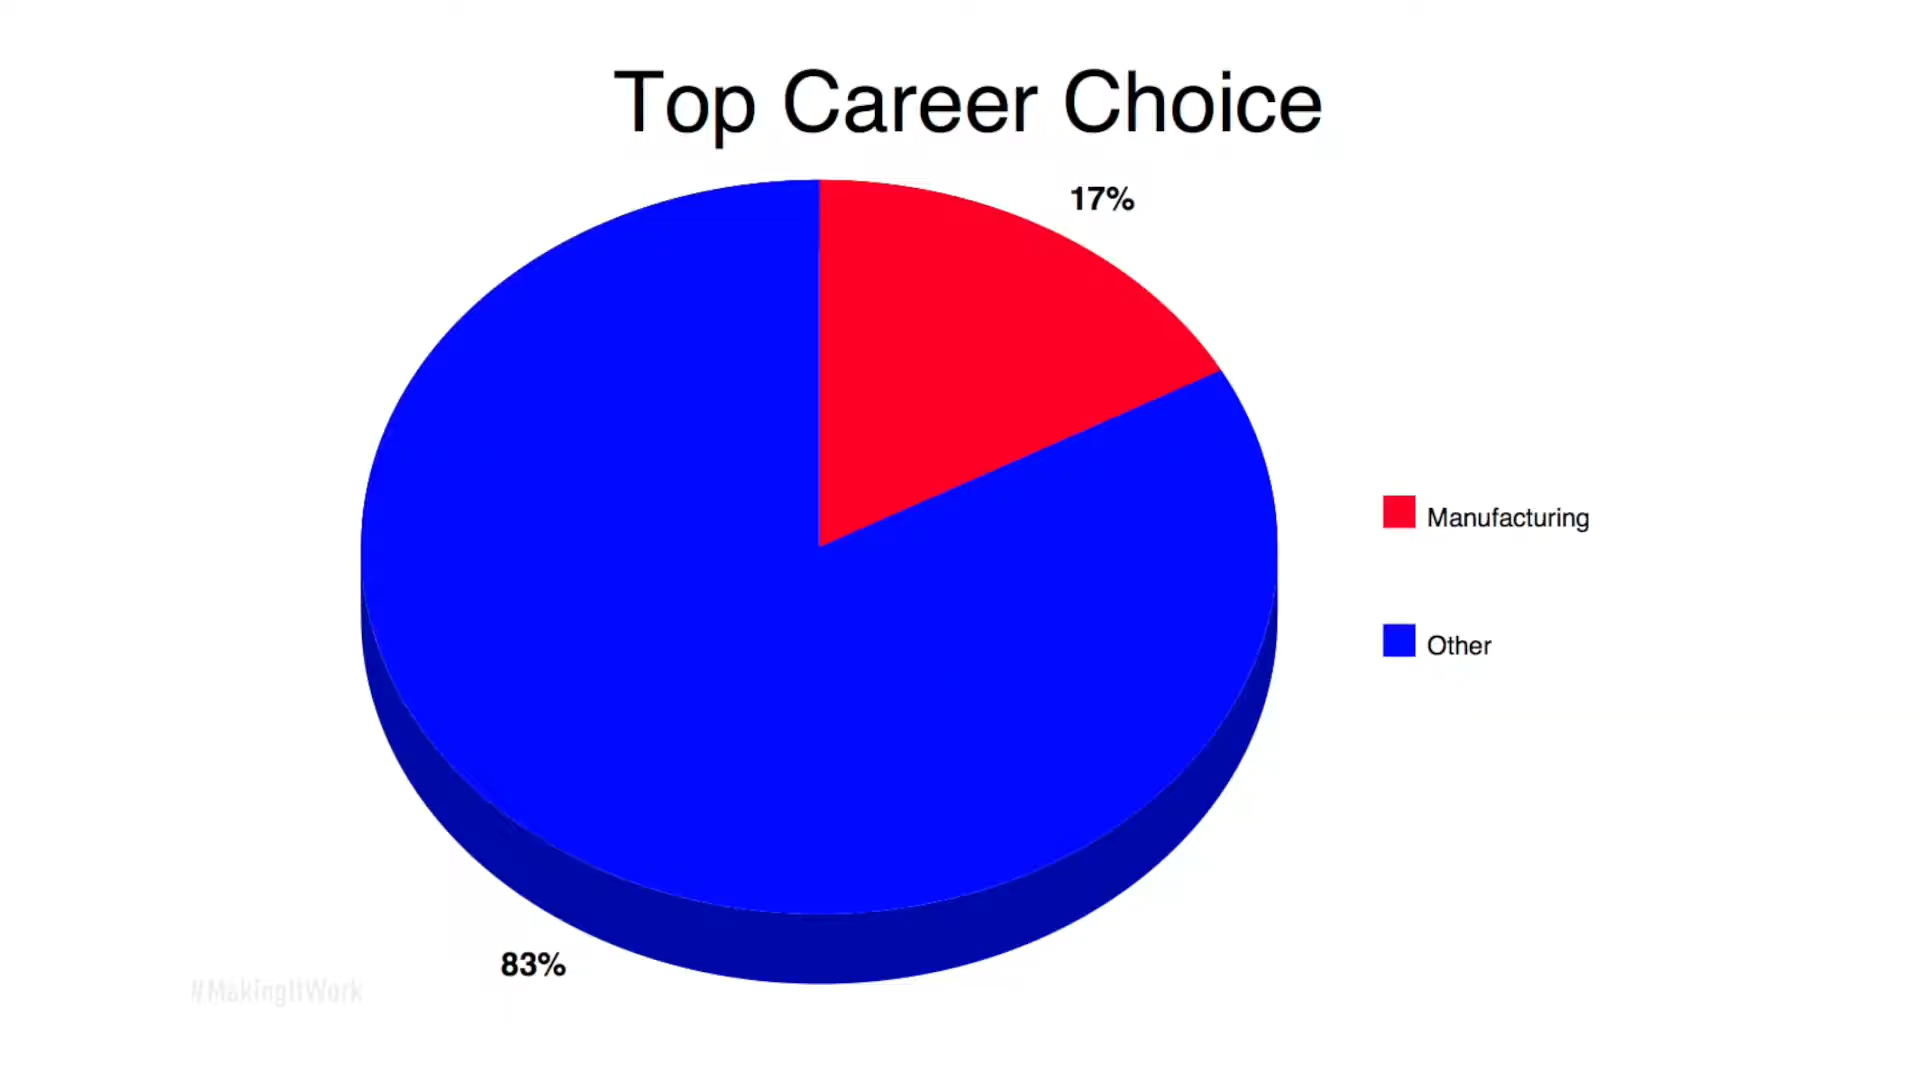 Top Career Choice
17%
Manufacturing
Other
83%
#MakingItWork